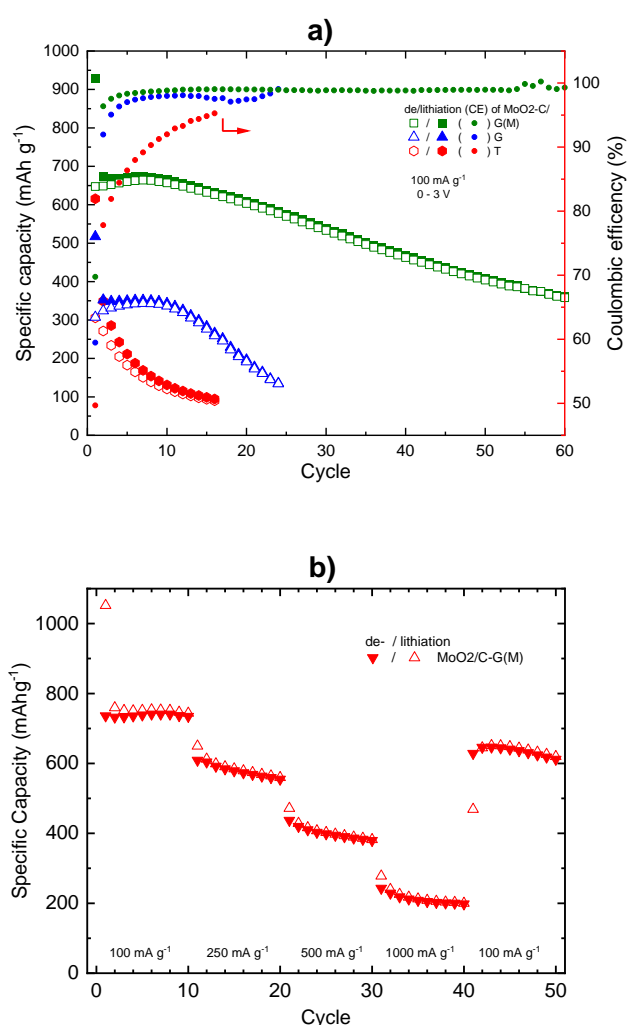 a)
1000
900
800
700
600
500
400
300
200
100
0
Specific capacity (mAh g-1)
de/lithiation (CE) of MoO2-C/
/ ( ) G(M)
/ ( ) G
/ ( ) T
100 mA g-1
0 - 3 V
100
90
80
70
60
50
Coulombic efficency (%)
0 10 20 30 40 50 60
Cycle
b)
1000
800
600
400
200
0
Specific Capacity (mAhg-1)
de- / lithiation
/ MoO2/C-G(M)
100 mA g-1 250 mA g-1 500 mA g-1 1000 mA g-1 100 mA g-1
0 10 20 30 40 50
Cycle